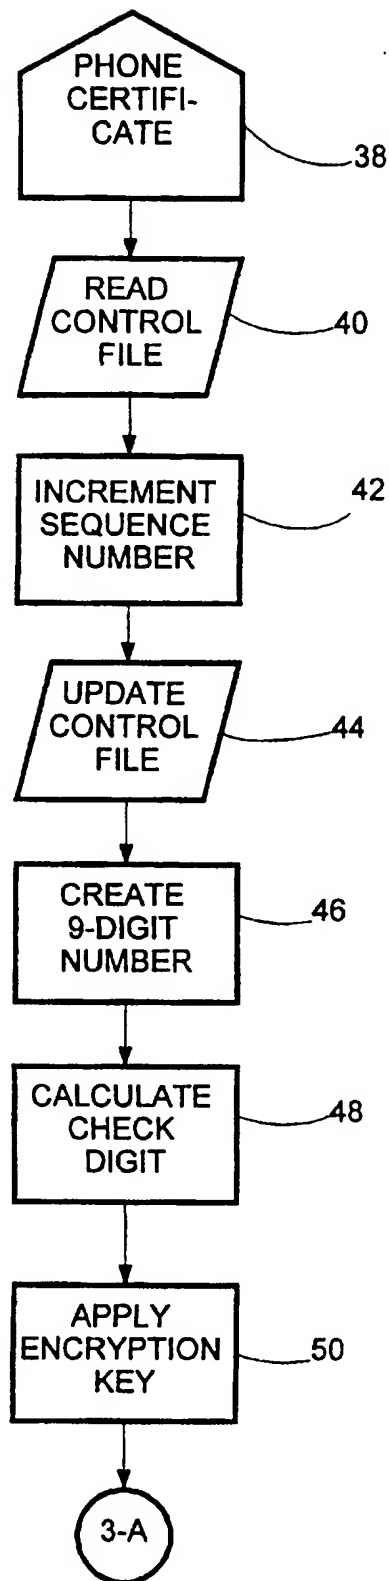 PHONE
CERTIFI-
CATE
38
READ
CONTROL
FILE
40
INCREMENT
SEQUENCE
NUMBER
42
UPDATE
CONTROL
FILE
44
CREATE
9-DIGIT
NUMBER
46
CALCULATE
CHECK
DIGIT
48
APPLY
ENCRYPTION
KEY
50
3-A